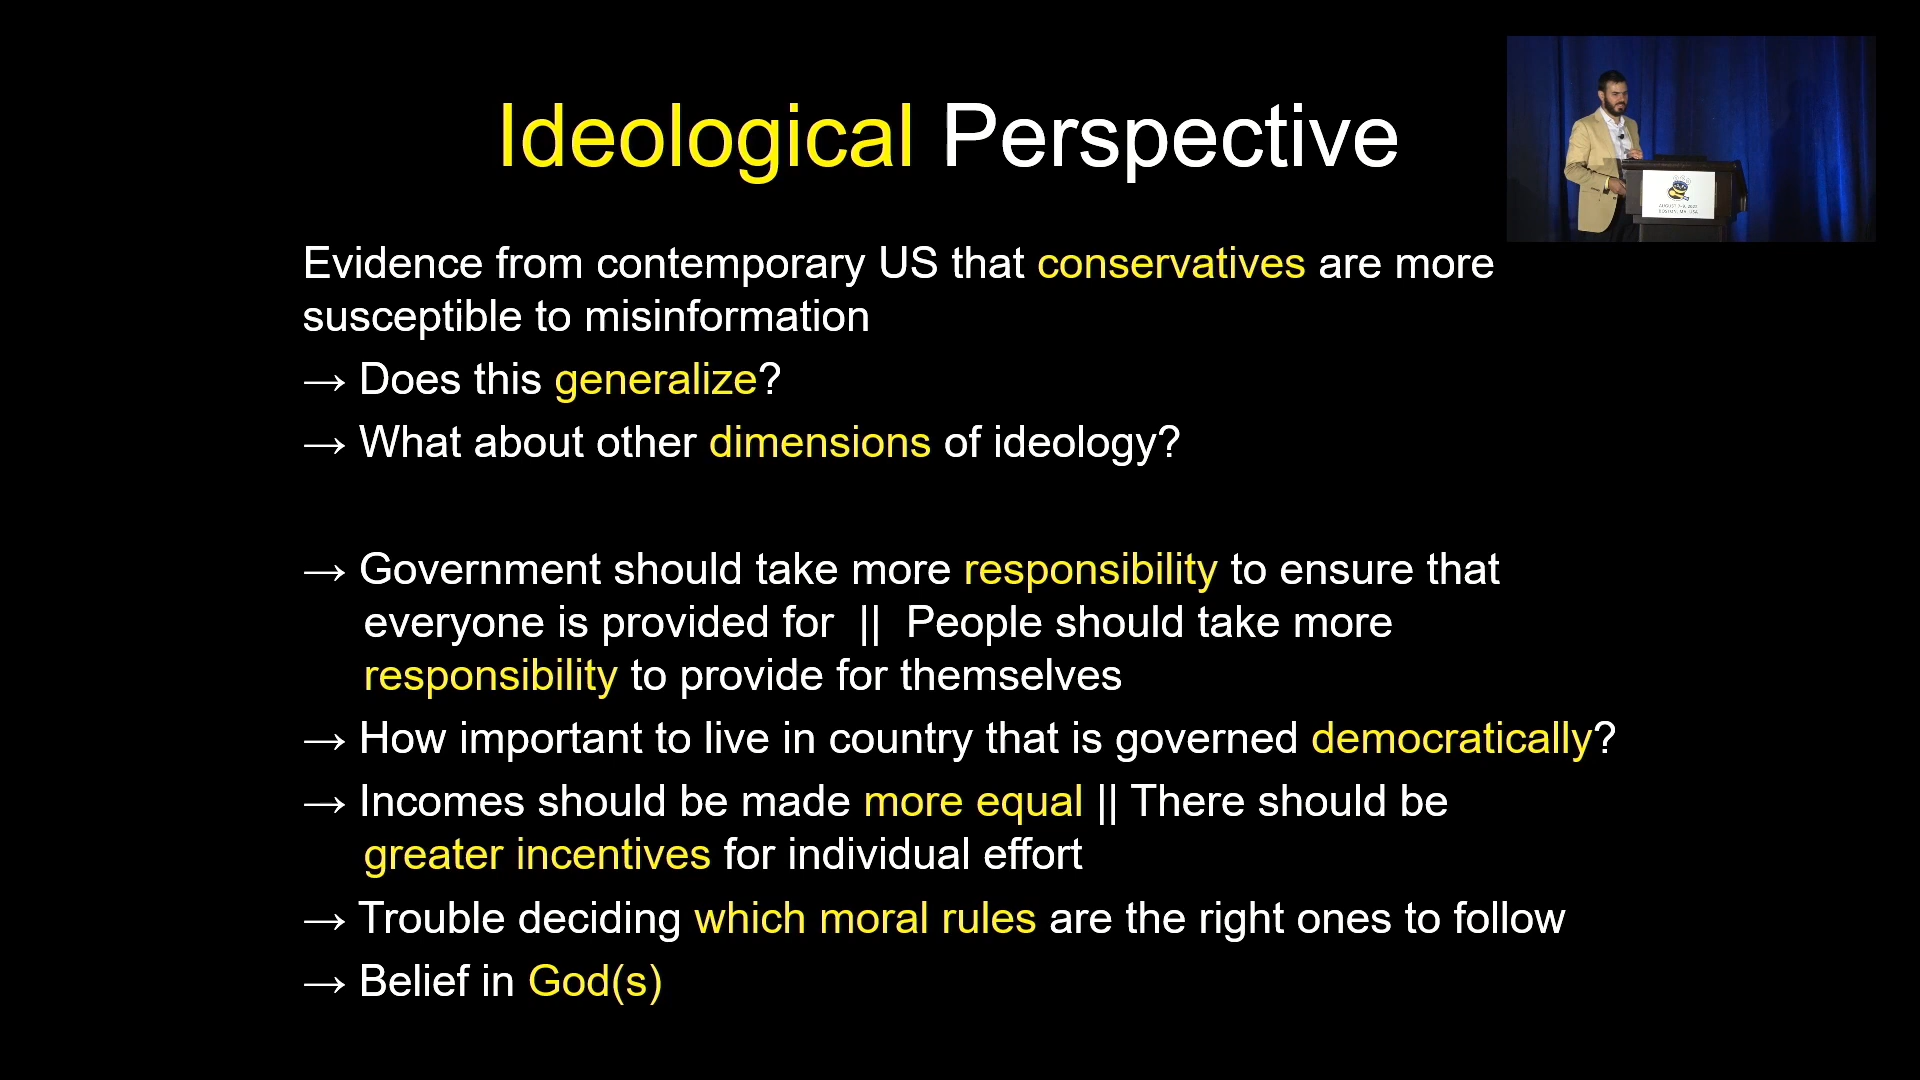 Ideological Perspective
Evidence from contemporary US that conservatives are more
susceptible to misinformation
→ Does this generalize?
→ What about other dimensions of ideology?
→ Government should take more responsibility to ensure that
everyone is provided for || People should take more
responsibility to provide for themselves
→ How important to live in country that is governed democratically?
→ Incomes should be made more equal || There should be
greater incentives for individual effort
→ Trouble deciding which moral rules are the right ones to follow
→ Belief in God(s)